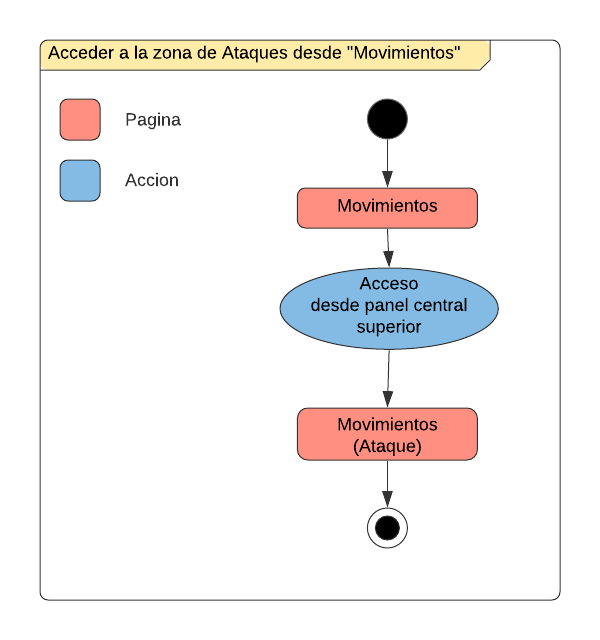 Acceder a la zona de Ataques desde "Movimientos"
Pagina
Accion
Movimientos
Acceso
desde panel central
superior
Movimientos
(Ataque)